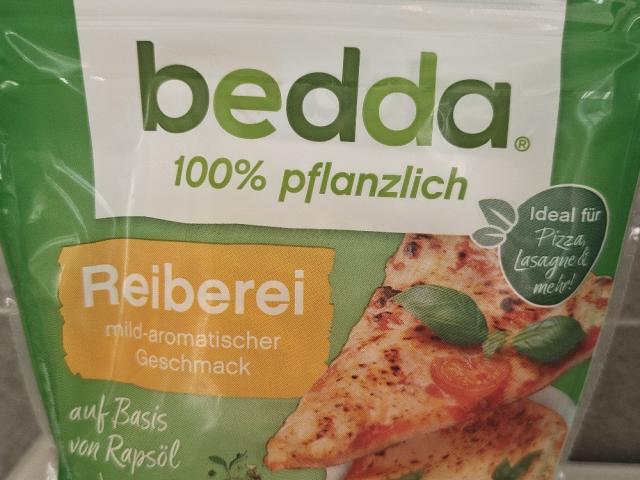 bedda®
100% pflanzlich
Ideal für
Pizza,
Lasagne &
mehr!
Reiberei
mild-aromatischer
Geschmack
auf Basis
von Rapsöl